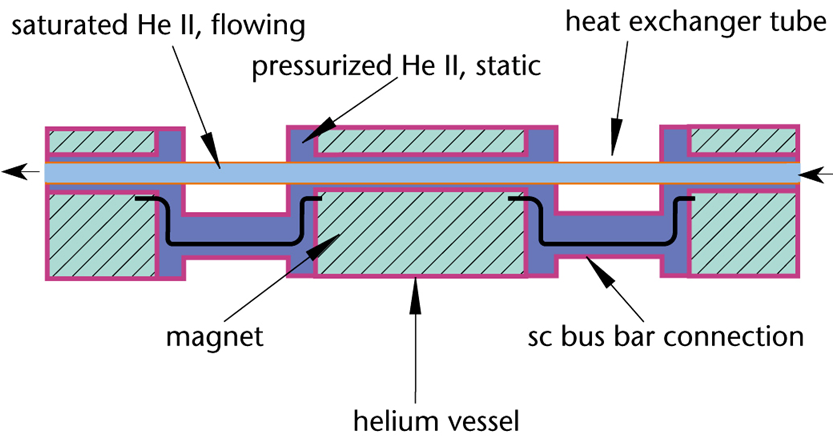 saturated He II, flowing
heat exchanger tube
pressurized He II, static
magnet
sc bus bar connection
helium vessel